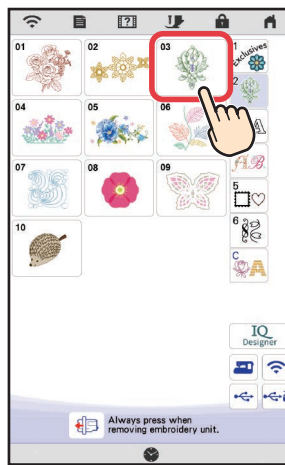 01
02
03
1
Exclusives
2
04
05
06
A
AB
07
08
09
5
6
10
C
A
IQ
Designer
Always press when
removing embroidery unit.